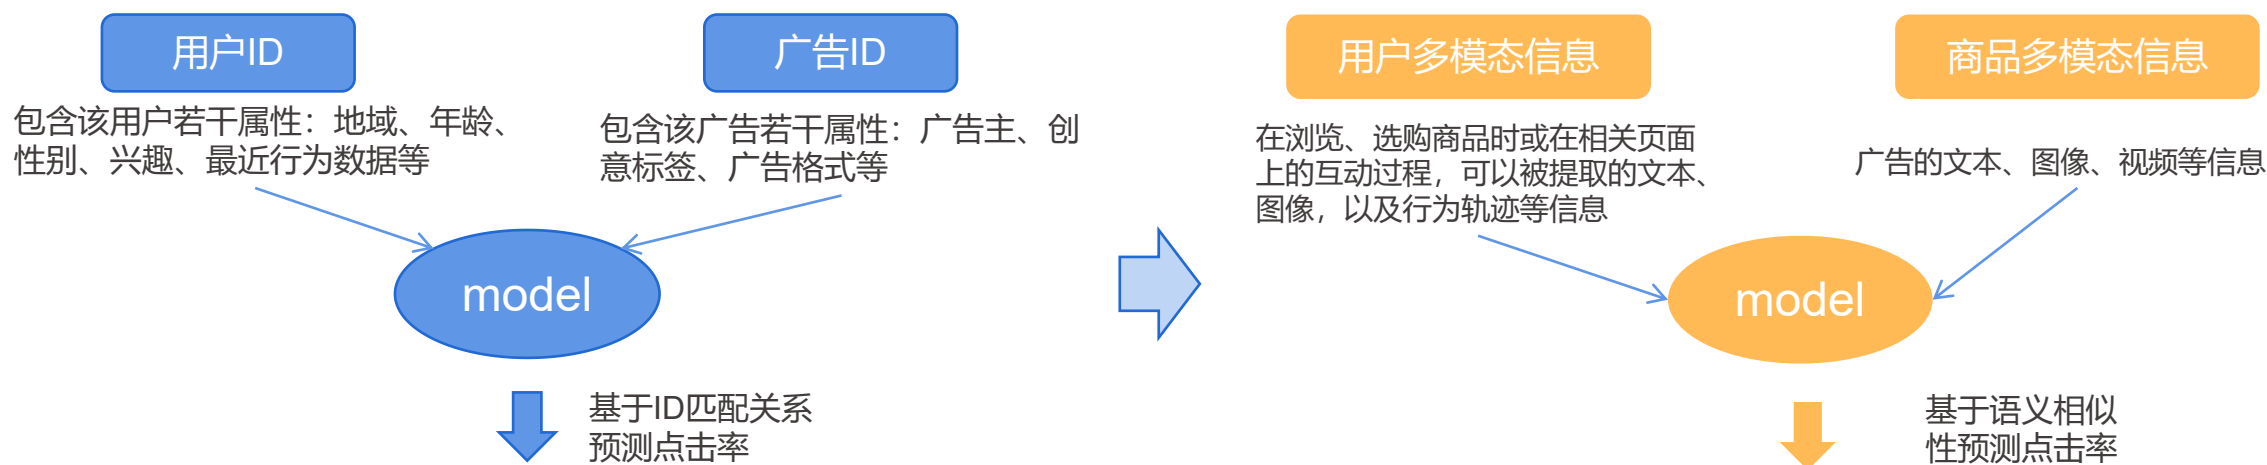 用户ID
包含该用户若干属性：地域、年龄、
性别、兴趣、最近行为数据等
广告ID
包含该广告若干属性：广告主、创
意标签、广告格式等
model
基于ID匹配关系
预测点击率
用户多模态信息
在浏览、选购商品时或在相关页面
上的互动过程，可以被提取的文本、
图像，以及行为轨迹等信息
商品多模态信息
广告的文本、图像、视频等信息
model
基于语义相似
性预测点击率